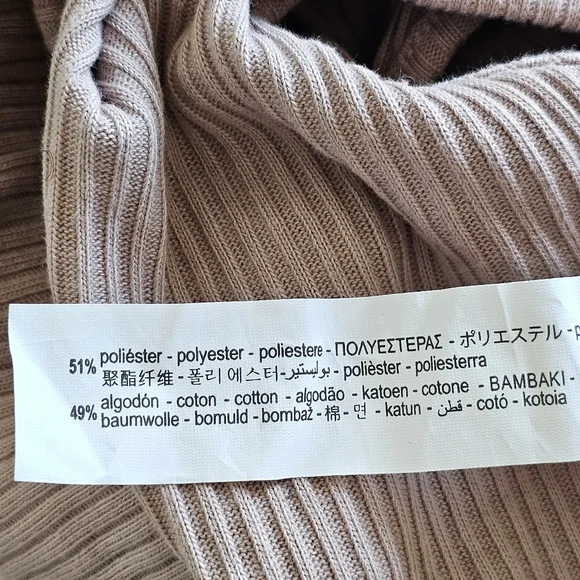 51% poliéster - polyester - poliestere - ΠΟΛΥΕΣΤΕΡΑΣ - ポリエステル - p
聚酯纤维 - 폴리 에스터 - بوليستير - polièster - poliesterra
49% algodón - coton - cotton - algodão - katoen - cotone - BAMBAKI -
baumwolle - bomuld - bombaž - 棉 - 면 - katun - قطن - cotó - kotoia